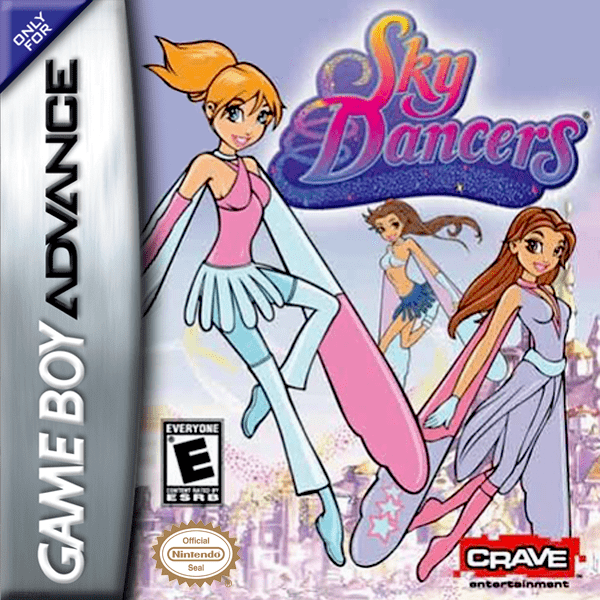 ONLY
FOR
GAME BOY ADVANCE
Sky
Dancers
EVERYONE
E
CONTENT RATED BY
ESRB
Official
Nintendo
Seal
CRAVE
entertainment